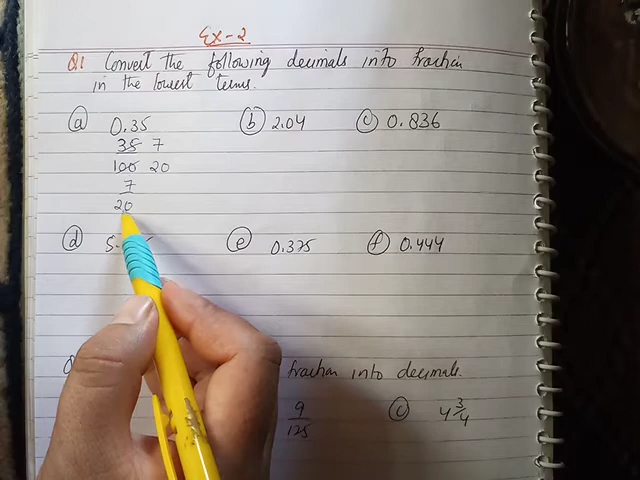 Ex-2
Q1 Convert the following decimals into fraction
in the lowest terms.
(a) 0.35 (b) 2.04 (c) 0.836
35 7
100 20
7
20
(d) 5. (e) 0.375 (f) 0.444
fraction into decimals.
9/125 (c) 4 3/4